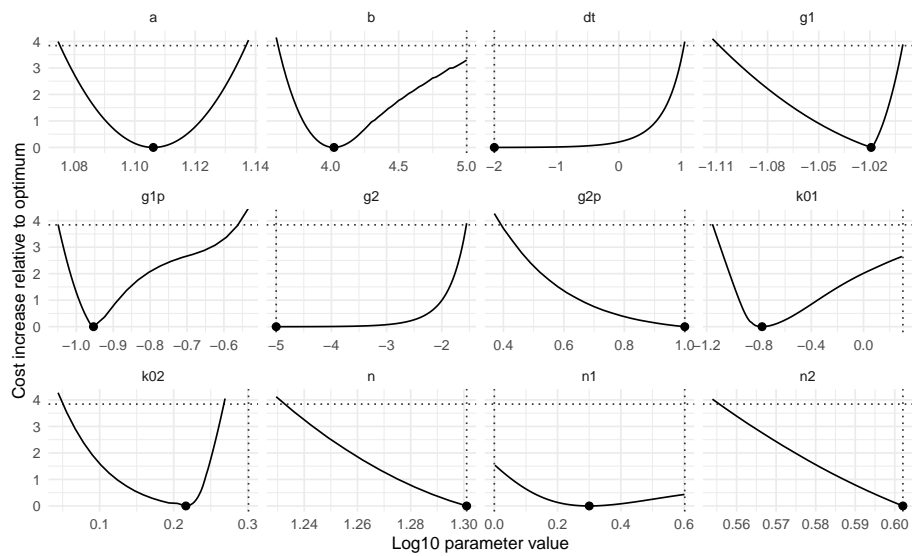 a b dt g1
4
3
2
1
0
1.08 1.10 1.12 1.14 4.0 4.5 5.0 −2 −1 0 1 −1.11 −1.08 −1.05 −1.02
g1p g2 g2p k01
4
3
2
1
0
−1.0 −0.9 −0.8 −0.7 −0.6 −5 −4 −3 −2 0.4 0.6 0.8 1.0 −1.2 −0.8 −0.4 0.0
Cost increase relative to optimum
k02 n n1 n2
4
3
2
1
0
0.1 0.2 0.3 1.24 1.26 1.28 1.30 0.0 0.2 0.4 0.6 0.56 0.57 0.58 0.59 0.60
Log10 parameter value